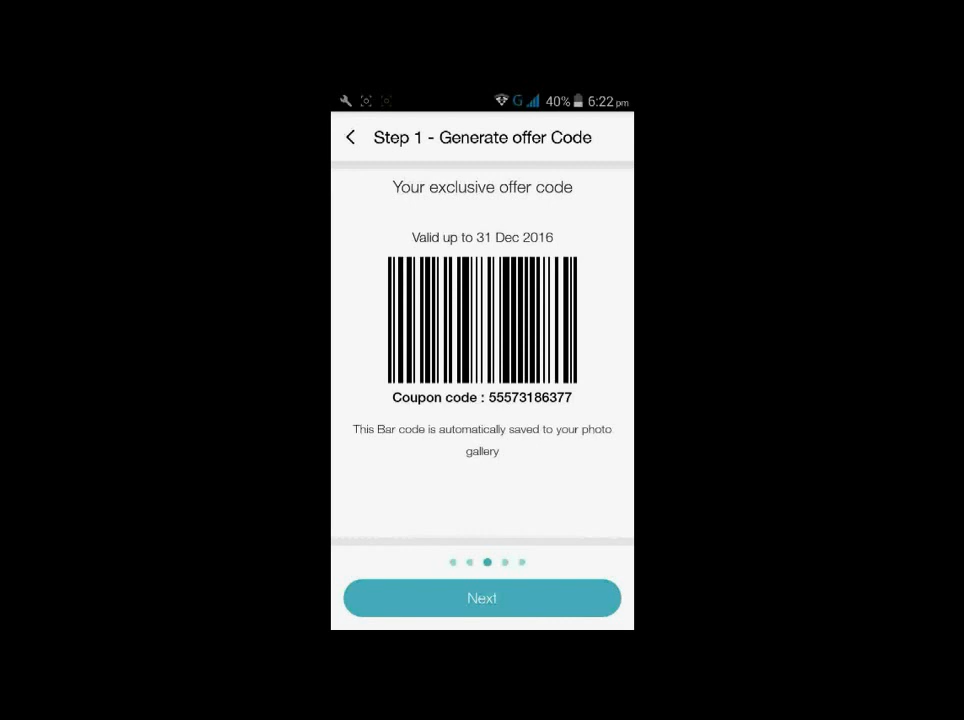 G 40% 6:22 pm
Step 1 - Generate offer Code
Your exclusive offer code
Valid up to 31 Dec 2016
Coupon code : 55573186377
This Bar code is automatically saved to your photo
gallery
Next